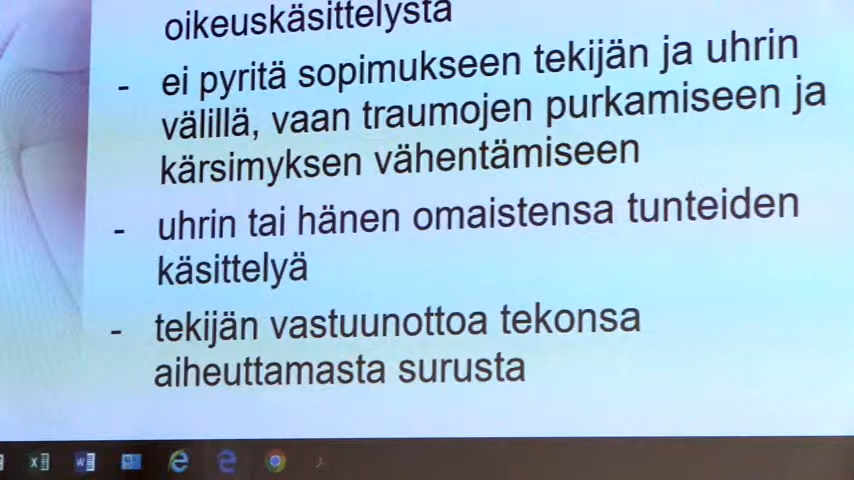 oikeuskäsittelystä
- ei pyritä sopimukseen tekijän ja uhrin
välillä, vaan traumojen purkamiseen ja
kärsimyksen vähentämiseen
- uhrin tai hänen omaistensa tunteiden
käsittelyä
- tekijän vastuunottoa tekonsa
aiheuttamasta surusta